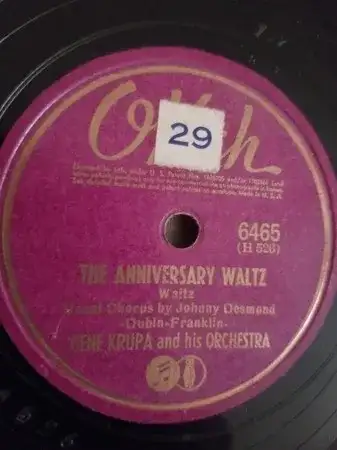 OKeh
29
6465
(H 526)
THE ANNIVERSARY WALTZ
Waltz
Vocal Chorus by Johnny Desmond
-Dubin-Franklin-
GENE KRUPA and his ORCHESTRA